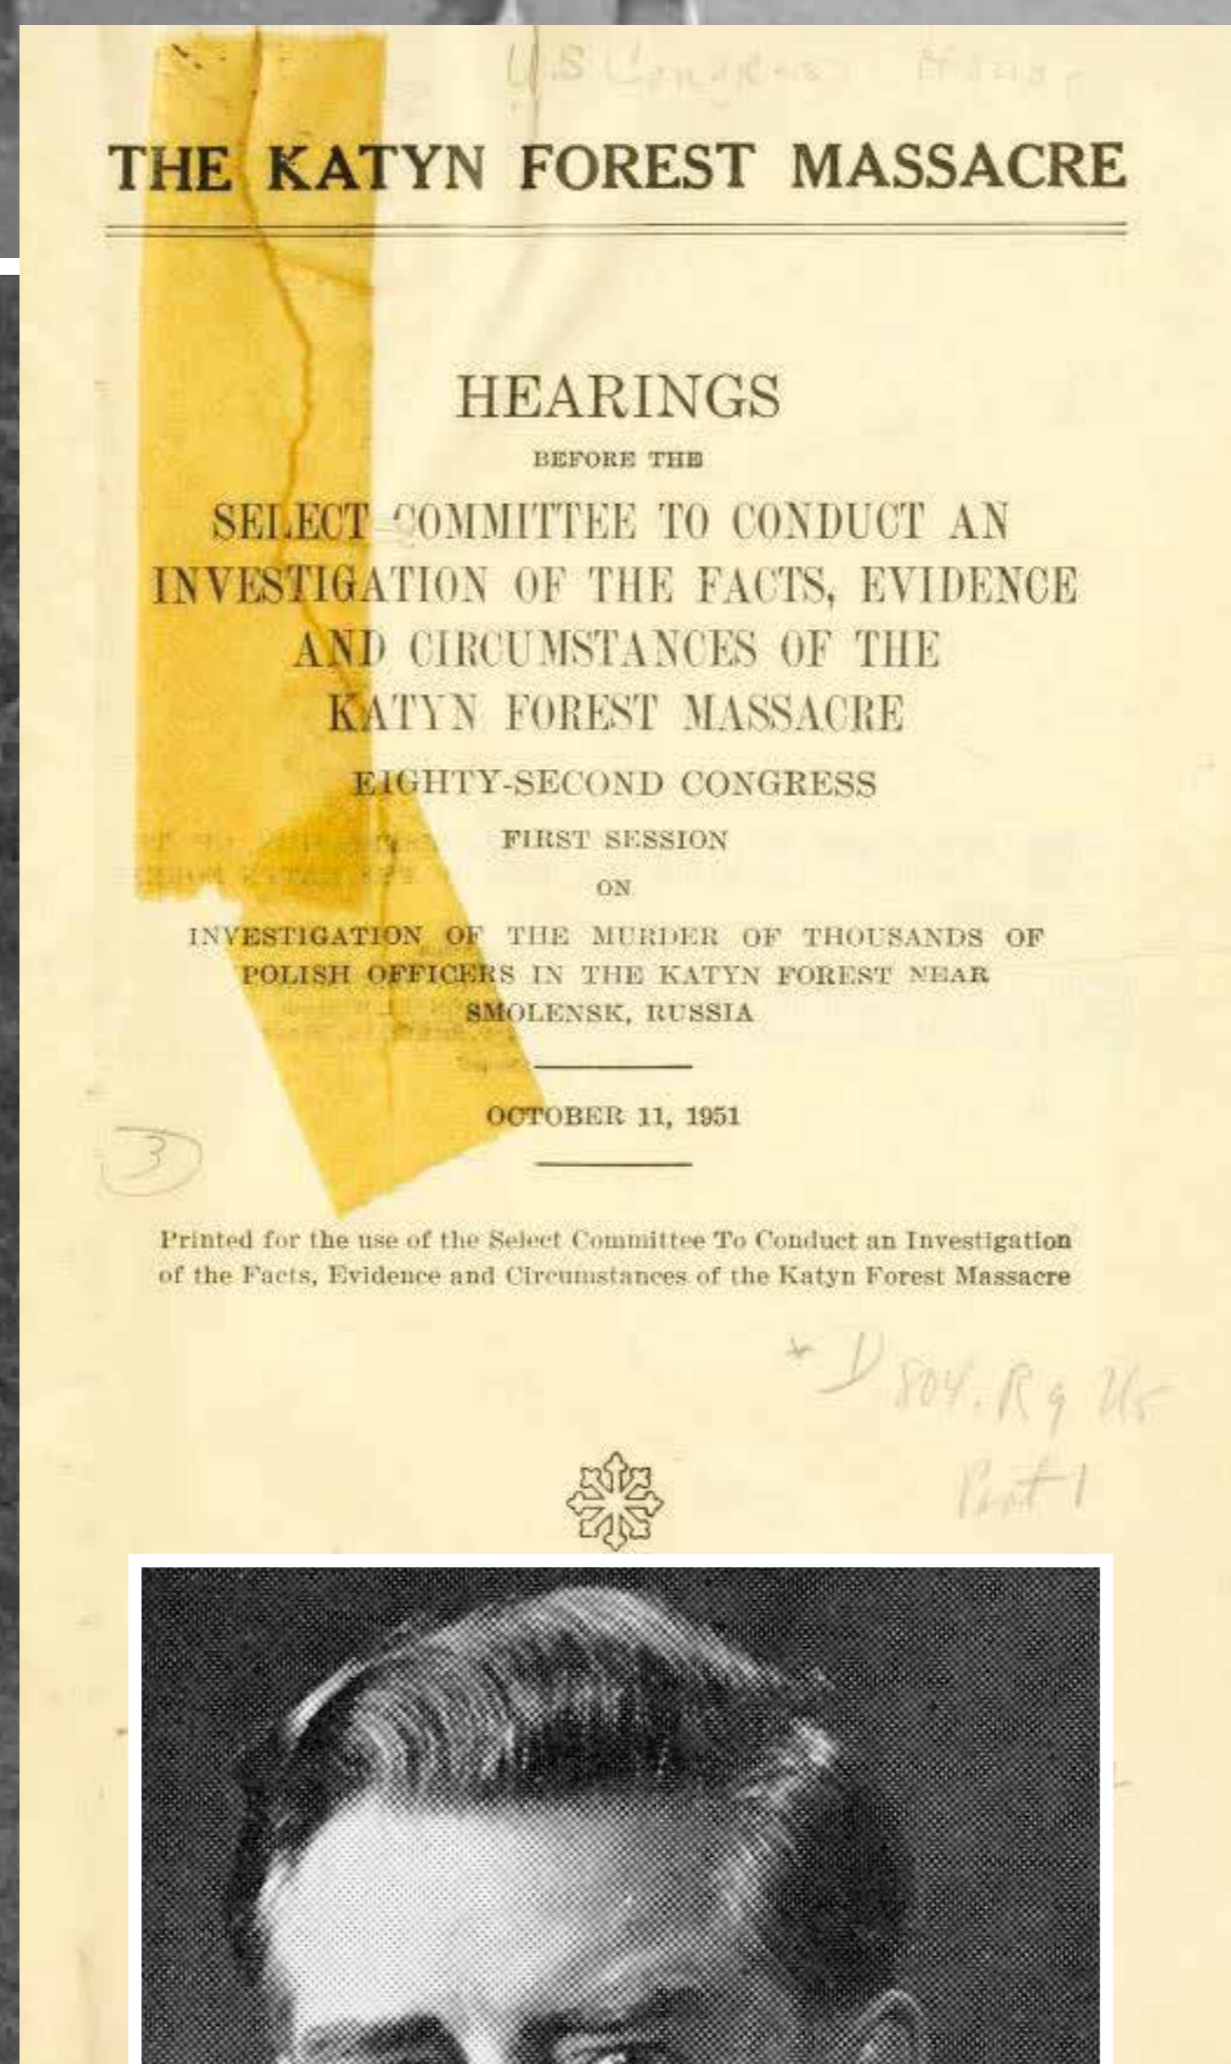 THE KATYN FOREST MASSACRE
HEARINGS
BEFORE THE
SELECT COMMITTEE TO CONDUCT AN
INVESTIGATION OF THE FACTS, EVIDENCE
AND CIRCUMSTANCES OF THE
KATYN FOREST MASSACRE
EIGHTY-SECOND CONGRESS
FIRST SESSION
ON
INVESTIGATION OF THE MURDER OF THOUSANDS OF
POLISH OFFICERS IN THE KATYN FOREST NEAR
SMOLENSK, RUSSIA
OCTOBER 11, 1951
3
Printed for the use of the Select Committee To Conduct an Investigation
of the Facts, Evidence and Circumstances of the Katyn Forest Massacre
* D 804. R9
Part 1